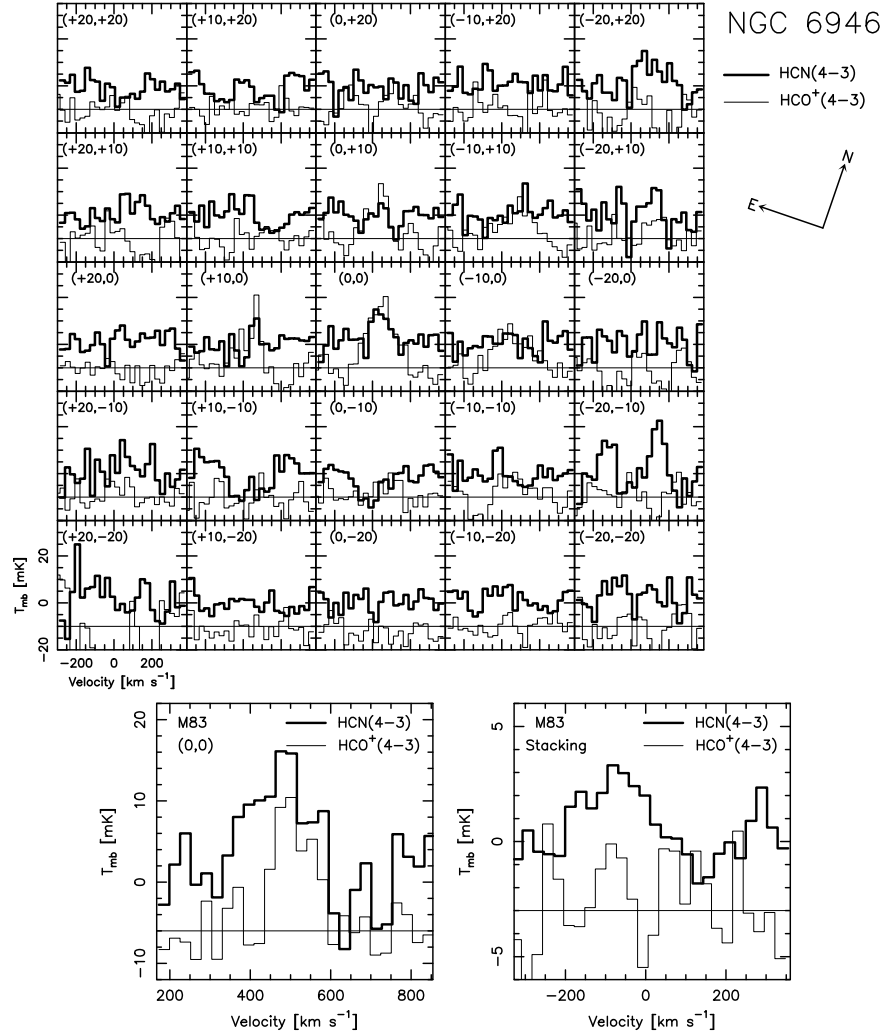 NGC 6946
HCN(4−3)
HCO+(4−3)
N
E
(+20,+20) (+10,+20) (0,+20) (−10,+20) (−20,+20)
(+20,+10) (+10,+10) (0,+10) (−10,+10) (−20,+10)
(+20,0) (+10,0) (0,0) (−10,0) (−20,0)
(+20,−10) (+10,−10) (0,−10) (−10,−10) (−20,−10)
(+20,−20) (+10,−20) (0,−20) (−10,−20) (−20,−20)
Tmb [mK]
20
0
−20
−200 0 200
Velocity [km s−1]
M83 HCN(4−3)
(0,0) HCO+(4−3)
Tmb [mK]
20
10
0
−10
200 400 600 800
Velocity [km s−1]
M83 HCN(4−3)
Stacking HCO+(4−3)
Tmb [mK]
5
0
−5
−200 0 200
Velocity [km s−1]